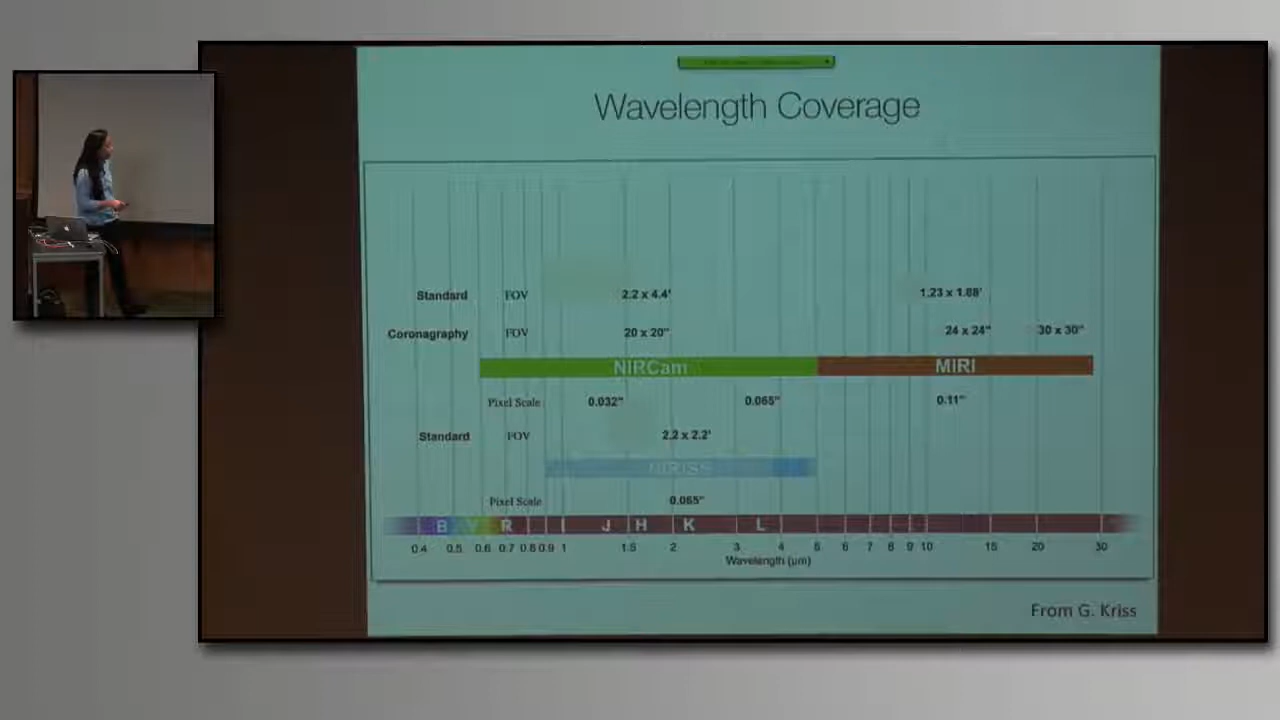 Wavelength Coverage
Standard FOV 2.2 x 4.4' 1.23 x 1.88'
Coronagraphy FOV 20 x 20" 24 x 24" 30 x 30"
NIRCam MIRI
Pixel Scale 0.032" 0.065" 0.11"
Standard FOV 2.2 x 2.2'
NIRISS
Pixel Scale 0.065"
B V R I J H K L
0.4 0.5 0.6 0.7 0.8 0.9 1 1.5 2 3 4 5 6 7 8 9 10 15 20 30
Wavelength (µm)
From G. Kriss